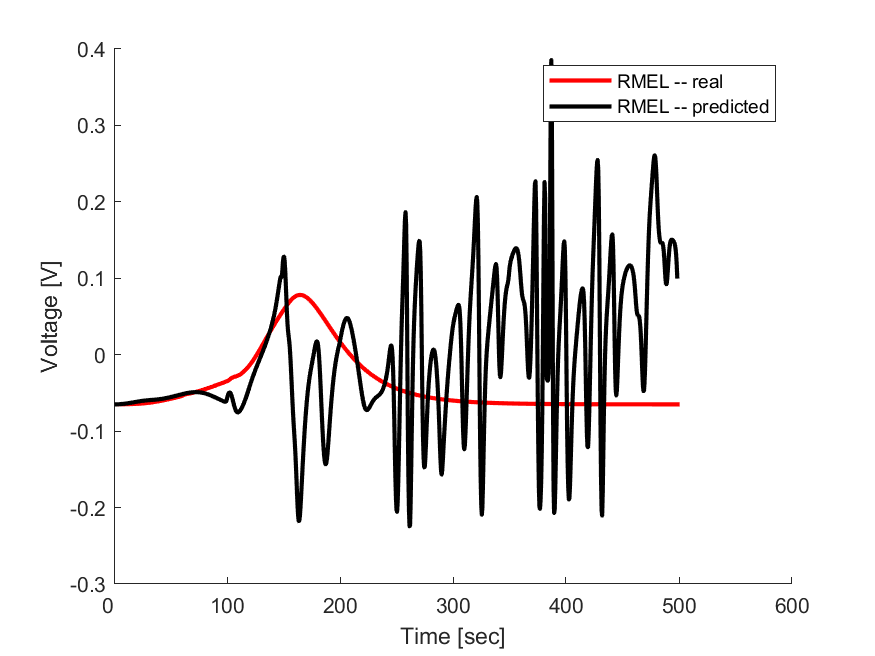 0.4
0.3
0.2
0.1
0
-0.1
-0.2
-0.3
Voltage [V]
RMEL -- real
RMEL -- predicted
0 100 200 300 400 500 600
Time [sec]